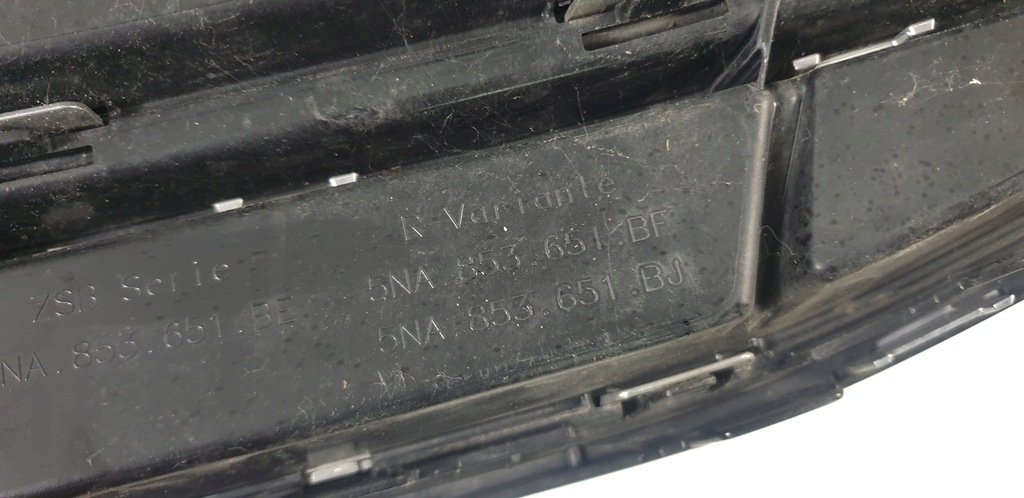 ZSB Serie
NA.853.651.BE
R-Variante
5NA.853.651.BF
5NA.853.651.BJ